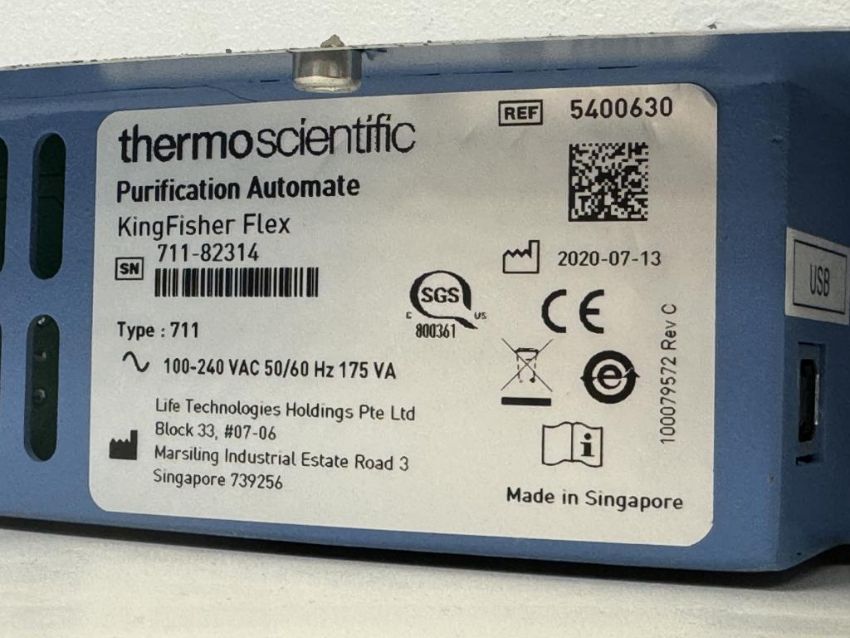 thermoscientific
REF 5400630
Purification Automate
KingFisher Flex
SN 711-82314
2020-07-13
SGS
C US
800361
CE
Type : 711
100-240 VAC 50/60 Hz 175 VA
e
Life Technologies Holdings Pte Ltd
Block 33, #07-06
Marsiling Industrial Estate Road 3
Singapore 739256
i
Made in Singapore
100079572 Rev C
USB